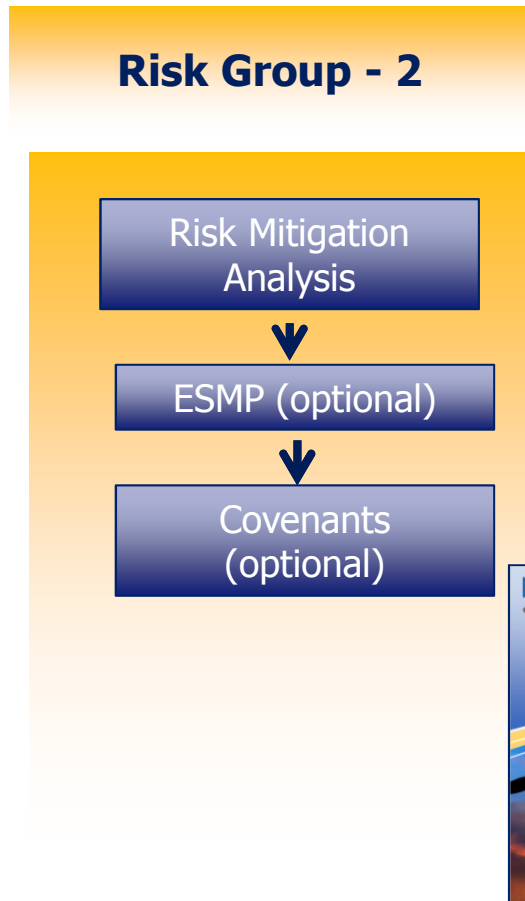 Risk Group - 2
Risk Mitigation
Analysis
ESMP (optional)
Covenants
(optional)